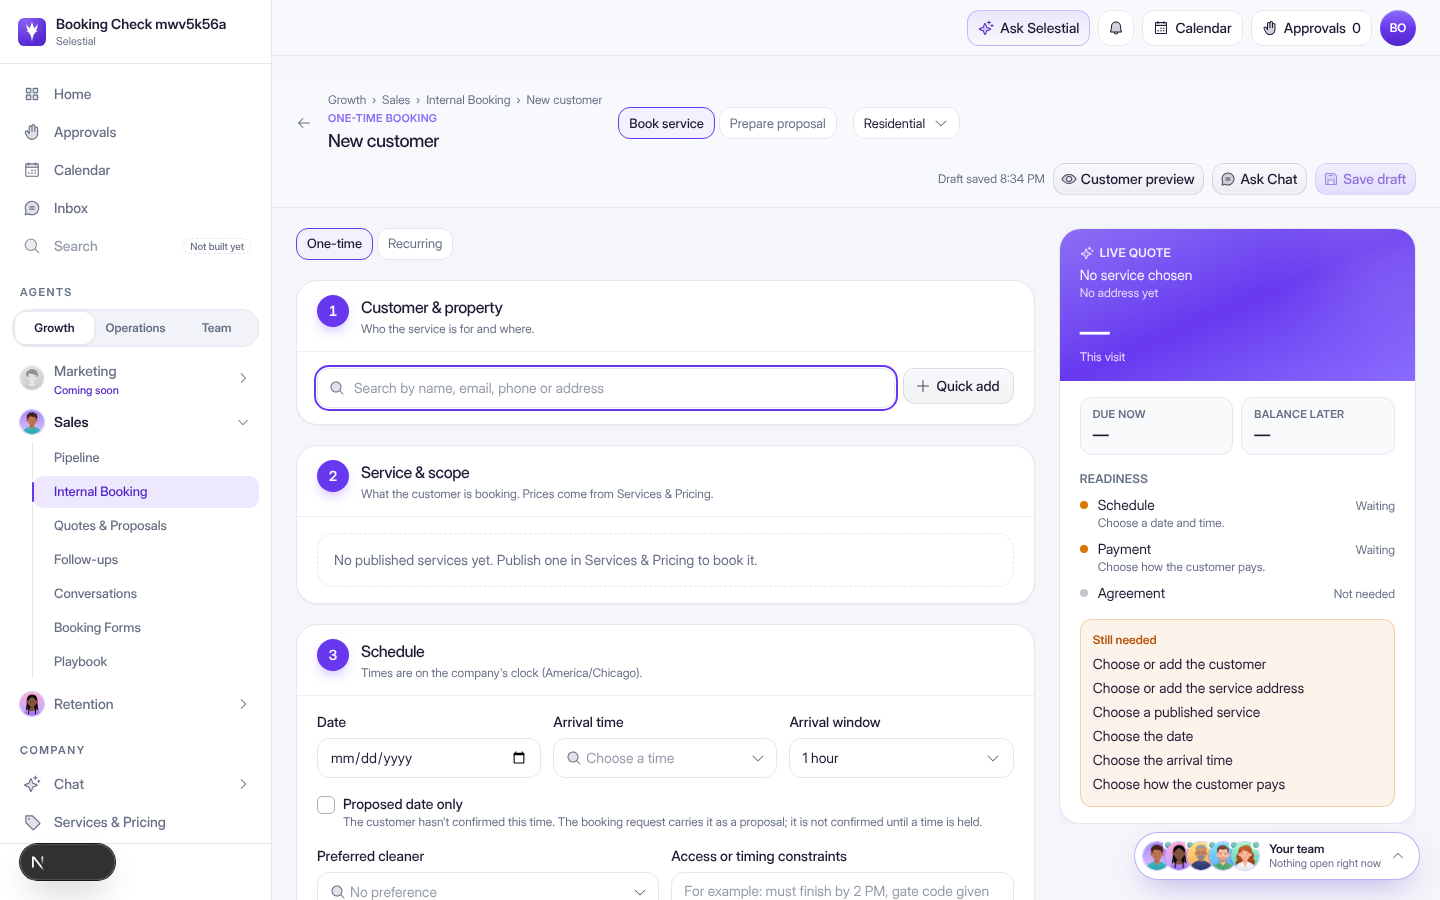 Booking Check mwv5k56a
Selestial
Ask Selestial
Calendar
Approvals 0
BO
Home
Approvals
Calendar
Inbox
Search
Not built yet
AGENTS
Growth
Operations
Team
Marketing
Coming soon
Sales
Pipeline
Internal Booking
Quotes & Proposals
Follow-ups
Conversations
Booking Forms
Playbook
Retention
COMPANY
Chat
Services & Pricing
N
Growth › Sales › Internal Booking › New customer
ONE-TIME BOOKING
New customer
Book service
Prepare proposal
Residential
Draft saved 8:34 PM
Customer preview
Ask Chat
Save draft
One-time
Recurring
1
Customer & property
Who the service is for and where.
Search by name, email, phone or address
Quick add
2
Service & scope
What the customer is booking. Prices come from Services & Pricing.
No published services yet. Publish one in Services & Pricing to book it.
3
Schedule
Times are on the company's clock (America/Chicago).
Date
Arrival time
Arrival window
mm/dd/yyyy
Choose a time
1 hour
Proposed date only
The customer hasn't confirmed this time. The booking request carries it as a proposal; it is not confirmed until a time is held.
Preferred cleaner
Access or timing constraints
No preference
For example: must finish by 2 PM, gate code given
LIVE QUOTE
No service chosen
No address yet
—
This visit
DUE NOW
—
BALANCE LATER
—
READINESS
Schedule
Waiting
Choose a date and time.
Payment
Waiting
Choose how the customer pays.
Agreement
Not needed
Still needed
Choose or add the customer
Choose or add the service address
Choose a published service
Choose the date
Choose the arrival time
Choose how the customer pays
Your team
Nothing open right now